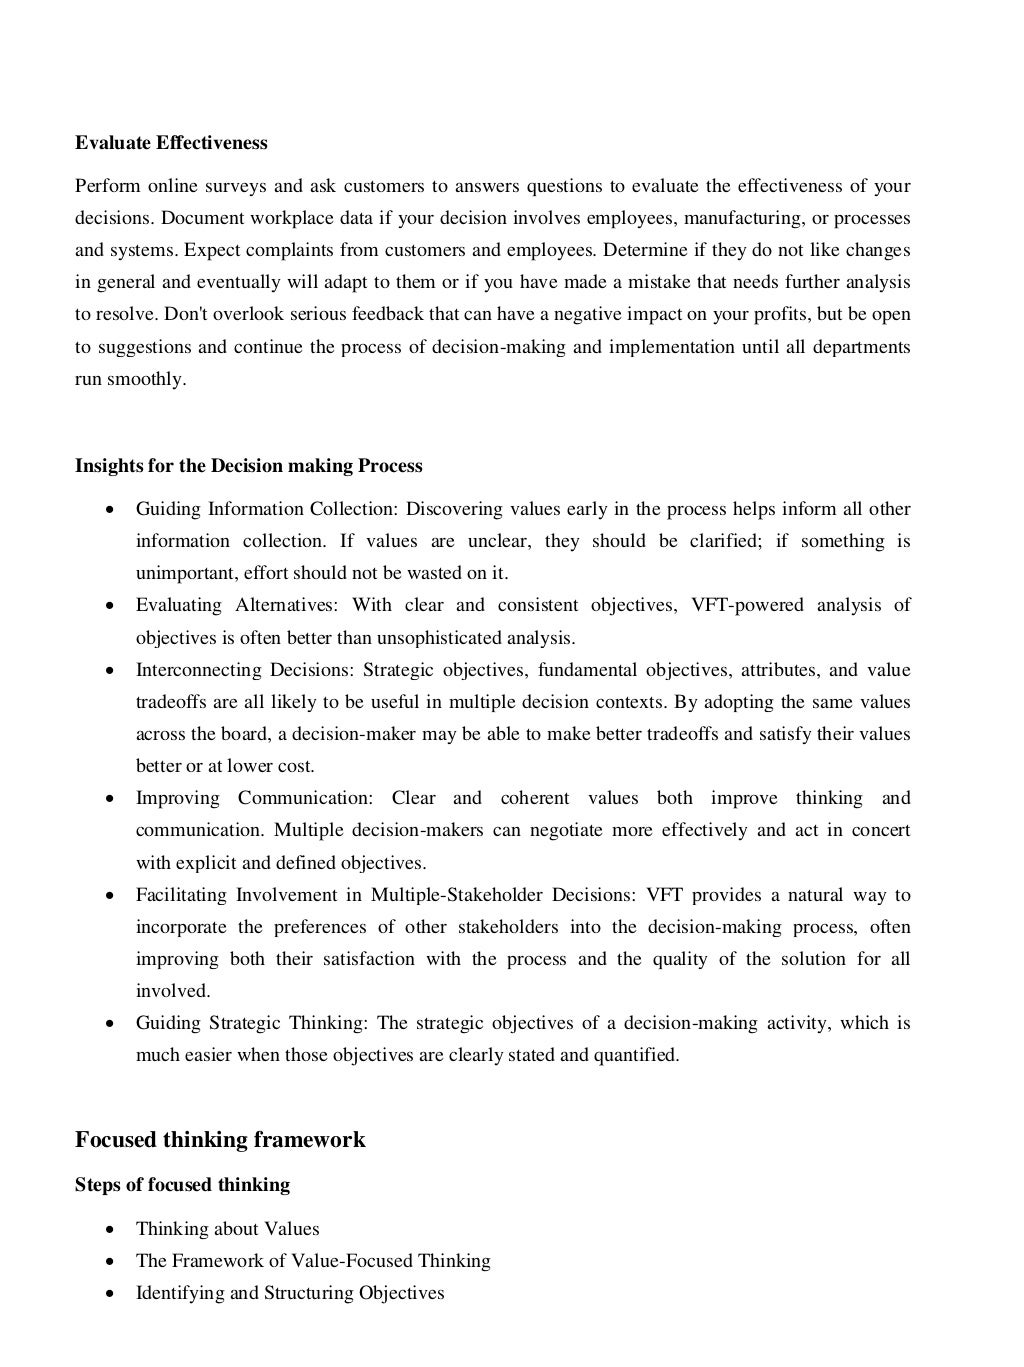 Evaluate Effectiveness
Perform online surveys and ask customers to answers questions to evaluate the effectiveness of your
decisions. Document workplace data if your decision involves employees, manufacturing, or processes
and systems. Expect complaints from customers and employees. Determine if they do not like changes
in general and eventually will adapt to them or if you have made a mistake that needs further analysis
to resolve. Don't overlook serious feedback that can have a negative impact on your profits, but be open
to suggestions and continue the process of decision-making and implementation until all departments
run smoothly.
Insights for the Decision making Process
• Guiding Information Collection: Discovering values early in the process helps inform all other
information collection. If values are unclear, they should be clarified; if something is
unimportant, effort should not be wasted on it.
• Evaluating Alternatives: With clear and consistent objectives, VFT-powered analysis of
objectives is often better than unsophisticated analysis.
• Interconnecting Decisions: Strategic objectives, fundamental objectives, attributes, and value
tradeoffs are all likely to be useful in multiple decision contexts. By adopting the same values
across the board, a decision-maker may be able to make better tradeoffs and satisfy their values
better or at lower cost.
• Improving Communication: Clear and coherent values both improve thinking and
communication. Multiple decision-makers can negotiate more effectively and act in concert
with explicit and defined objectives.
• Facilitating Involvement in Multiple-Stakeholder Decisions: VFT provides a natural way to
incorporate the preferences of other stakeholders into the decision-making process, often
improving both their satisfaction with the process and the quality of the solution for all
involved.
• Guiding Strategic Thinking: The strategic objectives of a decision-making activity, which is
much easier when those objectives are clearly stated and quantified.
Focused thinking framework
Steps of focused thinking
• Thinking about Values
• The Framework of Value-Focused Thinking
• Identifying and Structuring Objectives